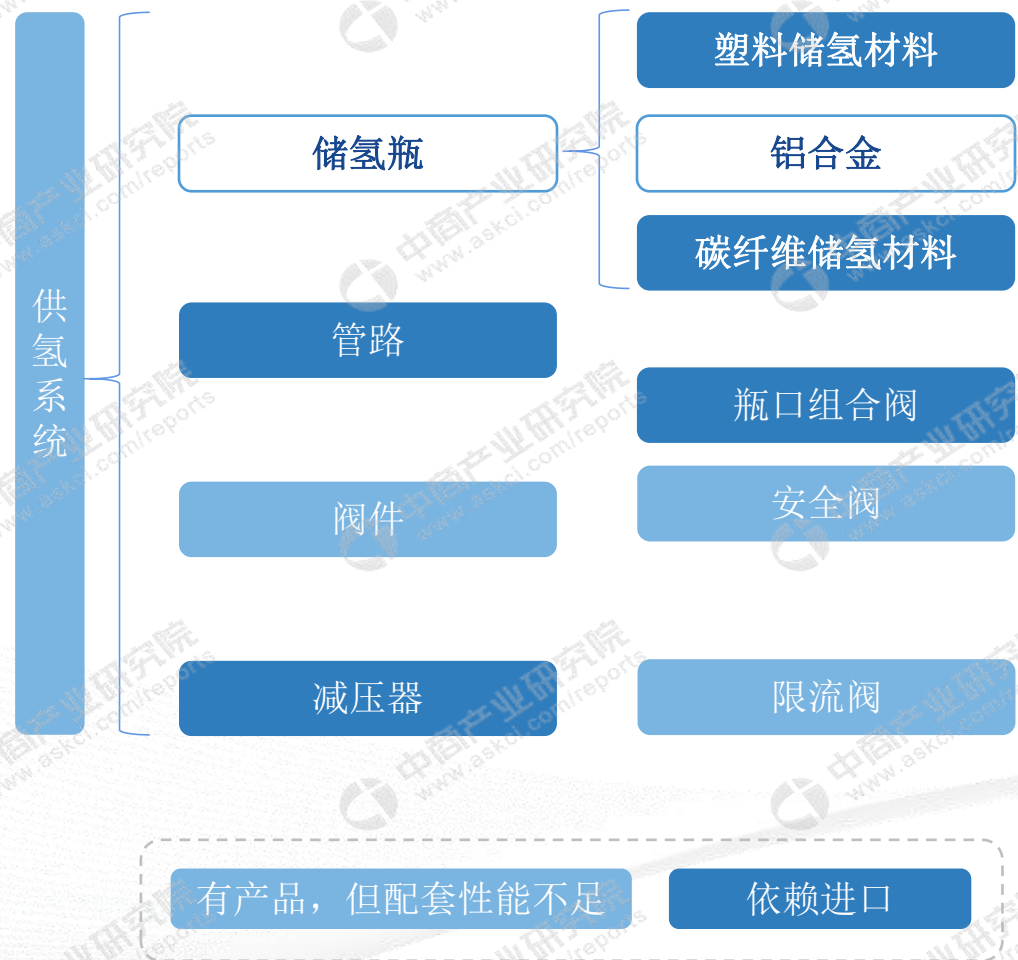 供氢系统
储氢瓶
塑料储氢材料
铝合金
碳纤维储氢材料
管路
阀件
减压器
瓶口组合阀
安全阀
限流阀
有产品，但配套性能不足
依赖进口
中商产业研究院
www.askci.com/reports